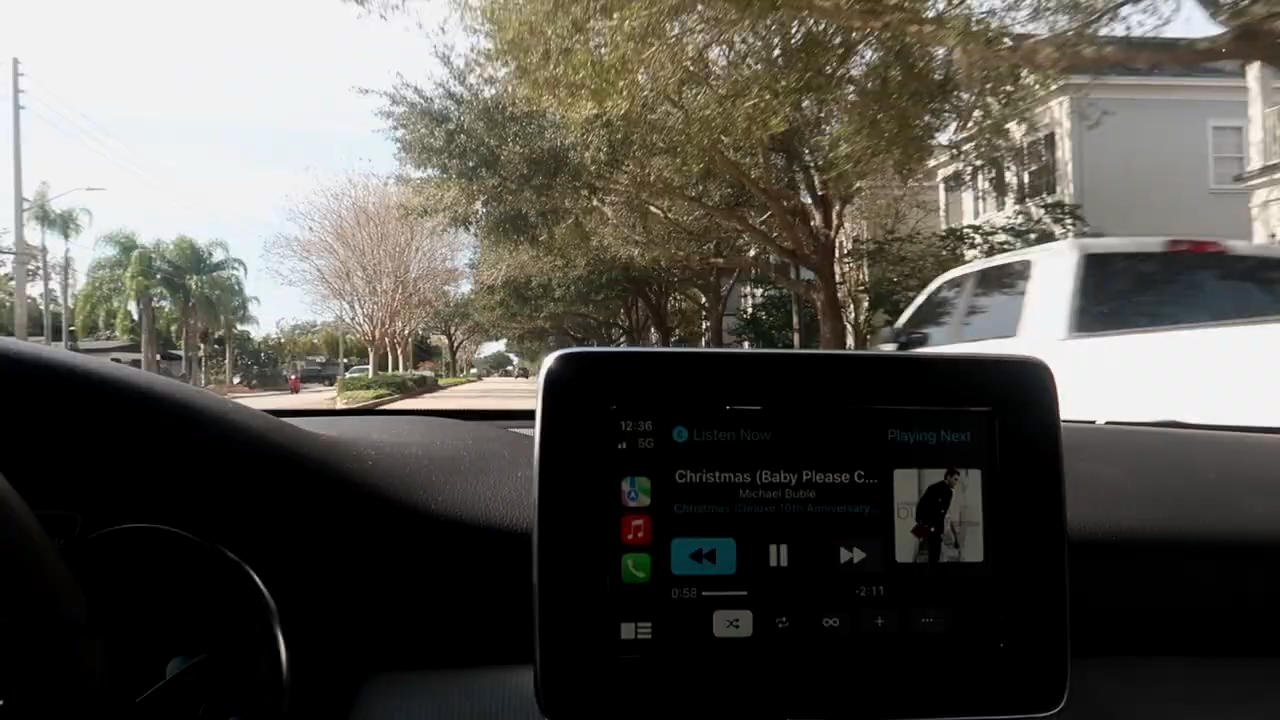 12:36
5G
Listen Now
Playing Next
Christmas (Baby Please C...
Michael Bublé
Christmas (Deluxe 10th Anniversary...
0:58
-2:11